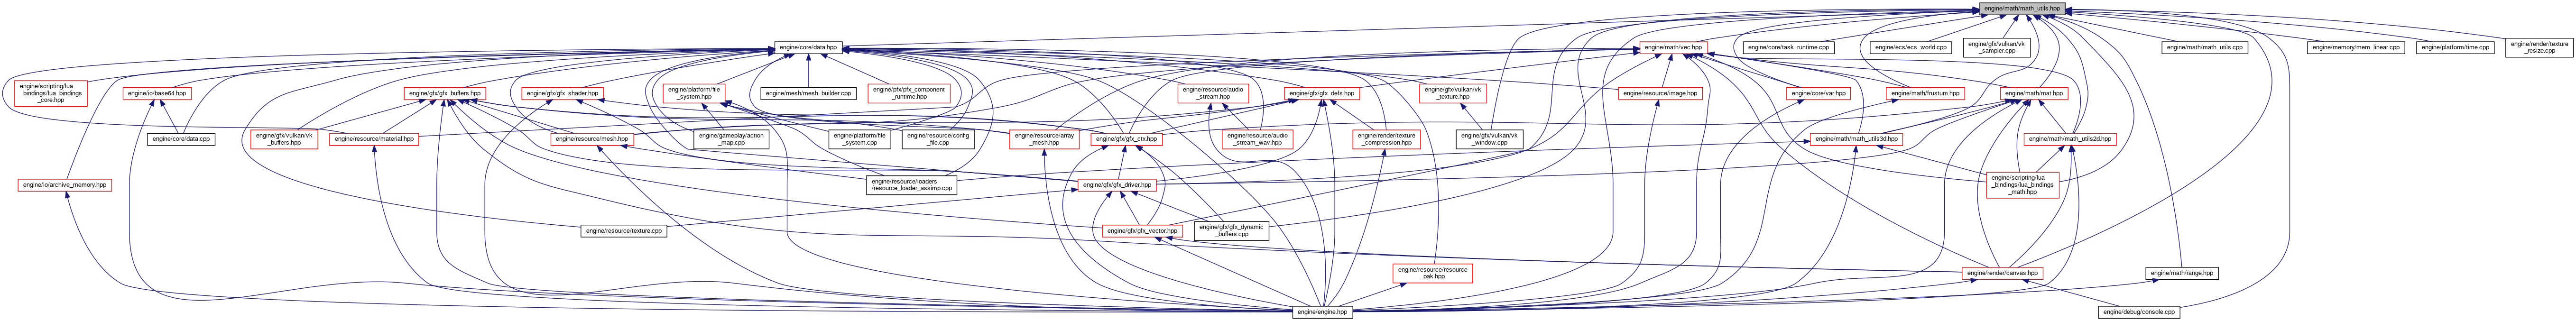 engine/math/math_utils.hpp
engine/core/data.hpp
engine/math/vec.hpp
engine/core/task_runtime.cpp
engine/ecs/ecs_world.cpp
engine/gfx/vulkan/vk
_sampler.cpp
engine/math/math_utils.cpp
engine/memory/mem_linear.cpp
engine/platform/time.cpp
engine/render/texture
_resize.cpp
engine/scripting/lua
_bindings/lua_bindings
_core.hpp
engine/io/base64.hpp
engine/gfx/gfx_buffers.hpp
engine/gfx/gfx_shader.hpp
engine/platform/file
_system.hpp
engine/mesh/mesh_builder.cpp
engine/pfx/pfx_component
_runtime.hpp
engine/resource/audio
_stream.hpp
engine/gfx/gfx_defs.hpp
engine/gfx/vulkan/vk
_texture.hpp
engine/resource/image.hpp
engine/core/var.hpp
engine/math/frustum.hpp
engine/math/mat.hpp
engine/core/data.cpp
engine/gfx/vulkan/vk
_buffers.hpp
engine/resource/material.hpp
engine/resource/mesh.hpp
engine/gameplay/action
_map.cpp
engine/platform/file
_system.cpp
engine/resource/config
_file.cpp
engine/resource/array
_mesh.hpp
engine/gfx/gfx_ctx.hpp
engine/resource/audio
_stream_wav.hpp
engine/render/texture
_compression.hpp
engine/gfx/vulkan/vk
_window.cpp
engine/math/math_utils3d.hpp
engine/math/math_utils2d.hpp
engine/io/archive_memory.hpp
engine/resource/loaders
/resource_loader_assimp.cpp
engine/gfx/gfx_driver.hpp
engine/scripting/lua
_bindings/lua_bindings
_math.hpp
engine/resource/texture.cpp
engine/gfx/gfx_vector.hpp
engine/gfx/gfx_dynamic
_buffers.cpp
engine/resource/resource
_pak.hpp
engine/render/canvas.hpp
engine/math/range.hpp
engine/engine.hpp
engine/debug/console.cpp